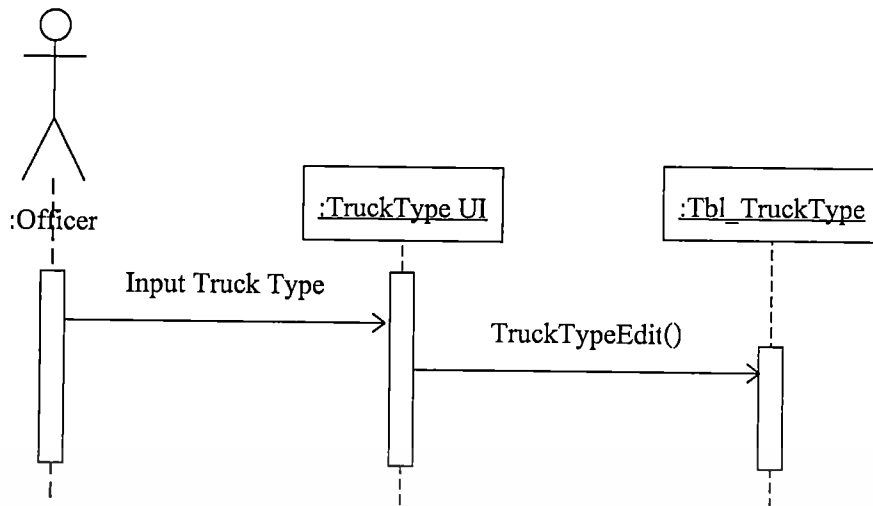 :Officer
:TruckType UI
:Tbl_TruckType
Input Truck Type
TruckTypeEdit()